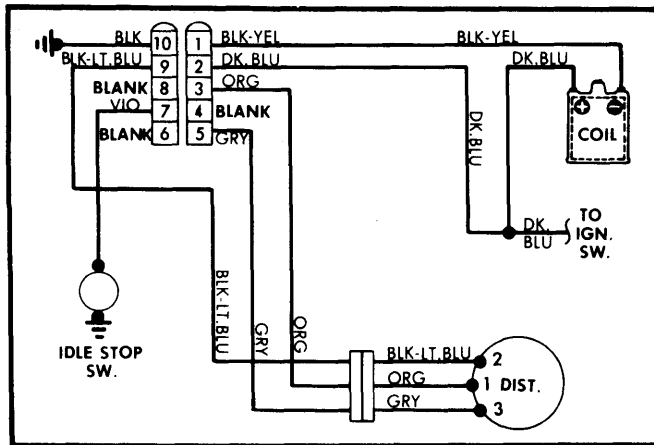 BLK 10 1 BLK-YEL BLK-YEL
BLK-LT.BLU 9 2 DK.BLU DK.BLU
BLANK 8 3 ORG
VIO 7 4 BLANK
BLANK 6 5 GRY
+ -
COIL
DK.BLU
TO
IGN.
SW.
DK.
BLU
IDLE STOP
SW.
BLK-LT.BLU
GRY
ORG
BLK-LT.BLU 2
ORG 1 DIST.
GRY 3